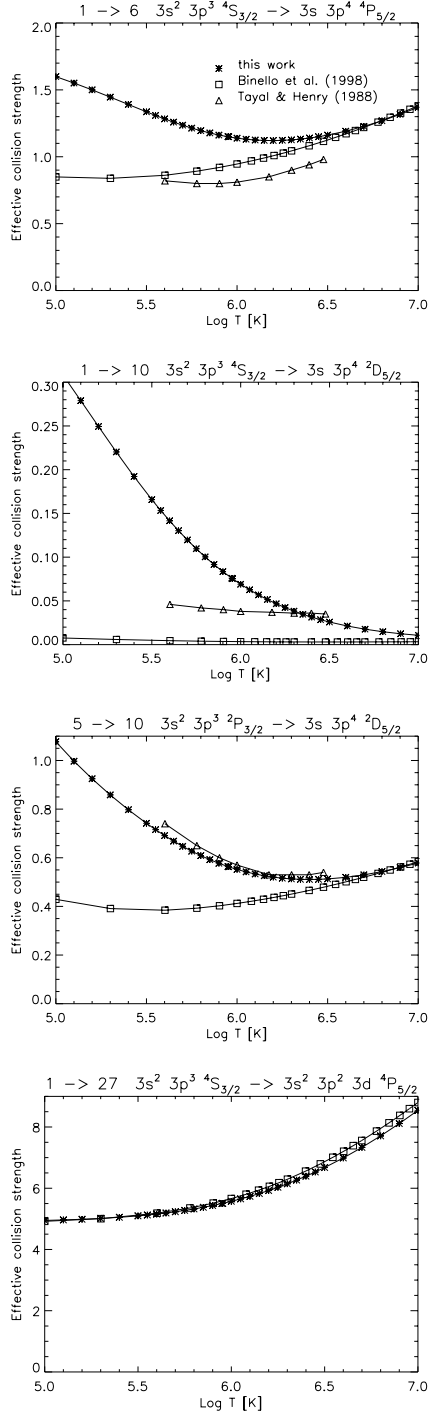 1 -> 6 3s² 3p³ ⁴S₃/₂ -> 3s 3p⁴ ⁴P₅/₂
2.0
1.5
1.0
0.5
0.0
Effective collision strength
this work
Binello et al. (1998)
Tayal & Henry (1988)
5.0 5.5 6.0 6.5 7.0
Log T [K]
1 -> 10 3s² 3p³ ⁴S₃/₂ -> 3s 3p⁴ ²D₅/₂
0.30
0.25
0.20
0.15
0.10
0.05
0.00
Effective collision strength
5.0 5.5 6.0 6.5 7.0
Log T [K]
5 -> 10 3s² 3p³ ²P₃/₂ -> 3s 3p⁴ ²D₅/₂
1.0
0.8
0.6
0.4
0.2
0.0
Effective collision strength
5.0 5.5 6.0 6.5 7.0
Log T [K]
1 -> 27 3s² 3p³ ⁴S₃/₂ -> 3s² 3p² 3d ⁴P₅/₂
8
6
4
2
0
Effective collision strength
5.0 5.5 6.0 6.5 7.0
Log T [K]